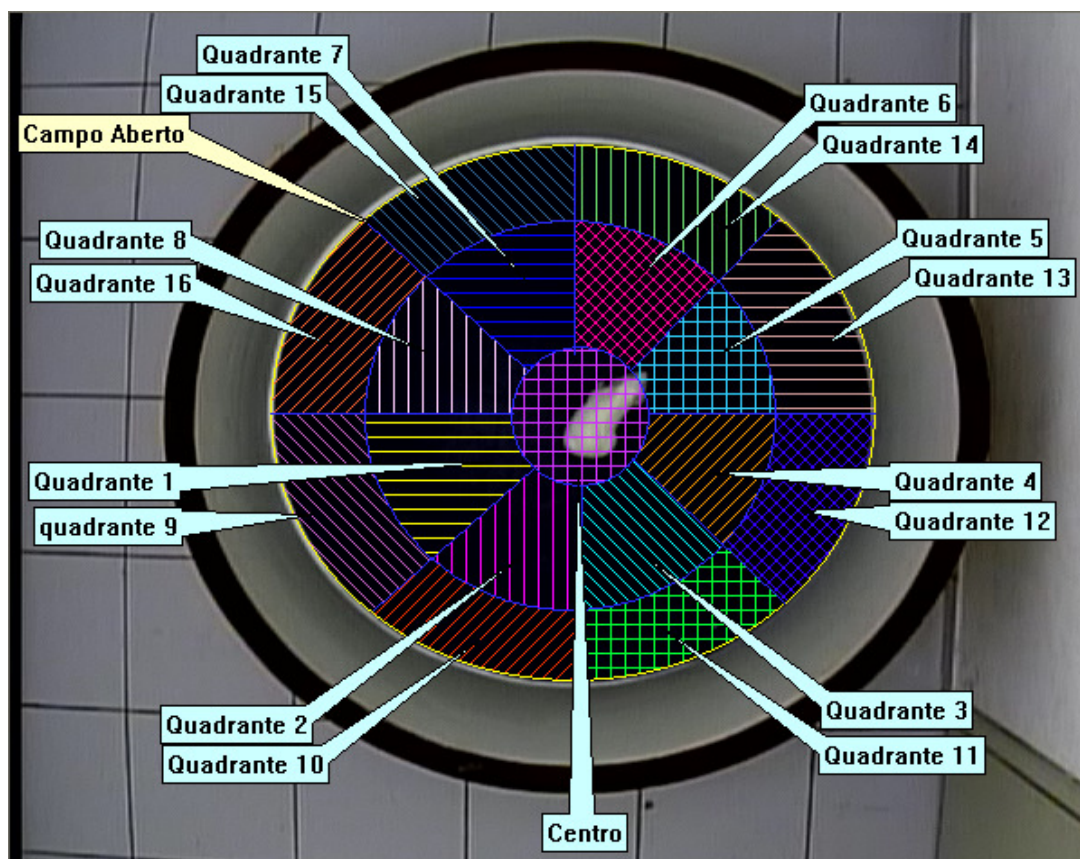 Quadrante 7
Quadrante 15
Campo Aberto
Quadrante 6
Quadrante 14
Quadrante 8
Quadrante 16
Quadrante 5
Quadrante 13
Quadrante 1
quadrante 9
Quadrante 4
Quadrante 12
Quadrante 2
Quadrante 10
Quadrante 3
Quadrante 11
Centro